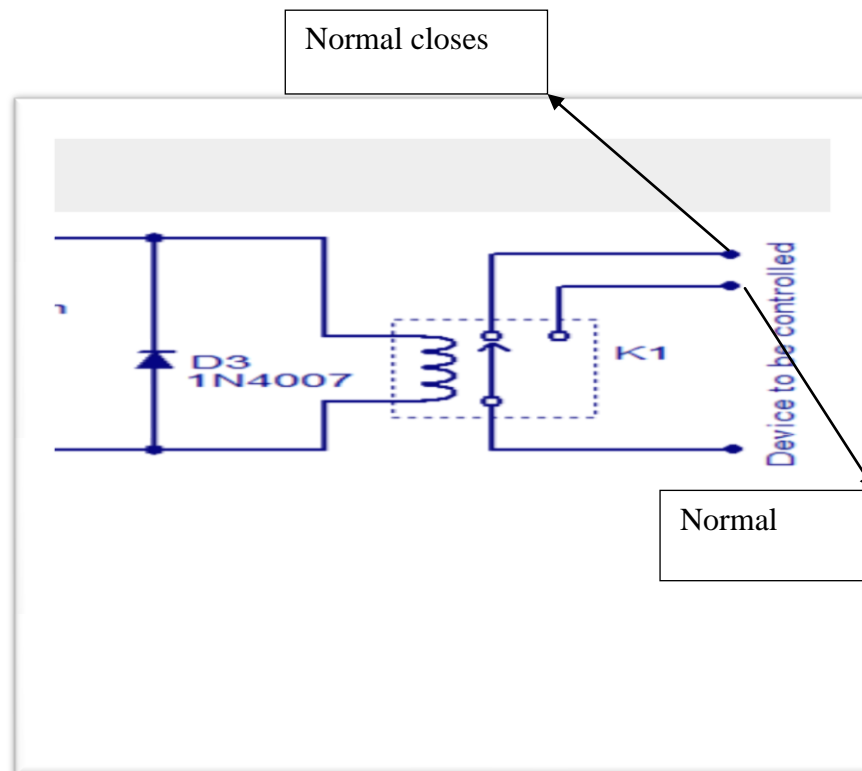 Normal closes
D3
1N4007
K1
Device to be controlled
Normal